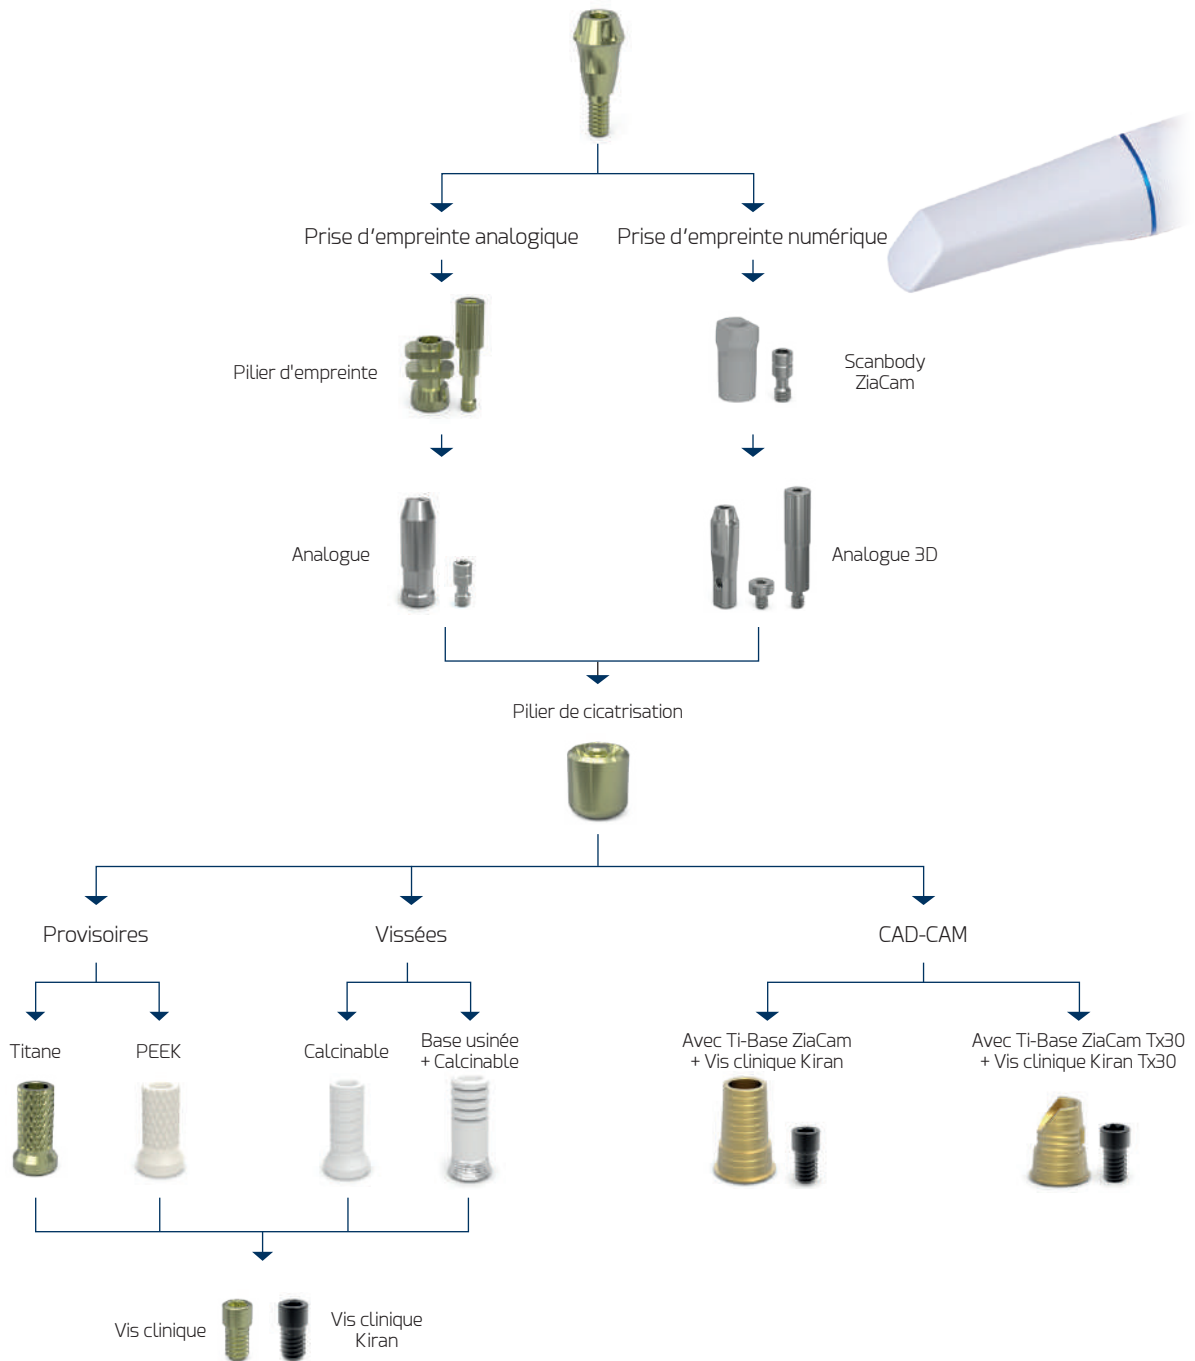 Prise d'empreinte analogique
Prise d'empreinte numérique
Pilier d'empreinte
Scanbody
ZiaCam
Analogue
Analogue 3D
Pilier de cicatrisation
Provisoires
Vissées
CAD-CAM
Titane
PEEK
Calcinable
Base usinée
+ Calcinable
Avec Ti-Base ZiaCam
+ Vis clinique Kiran
Avec Ti-Base ZiaCam Tx30
+ Vis clinique Kiran Tx30
Vis clinique
Vis clinique
Kiran